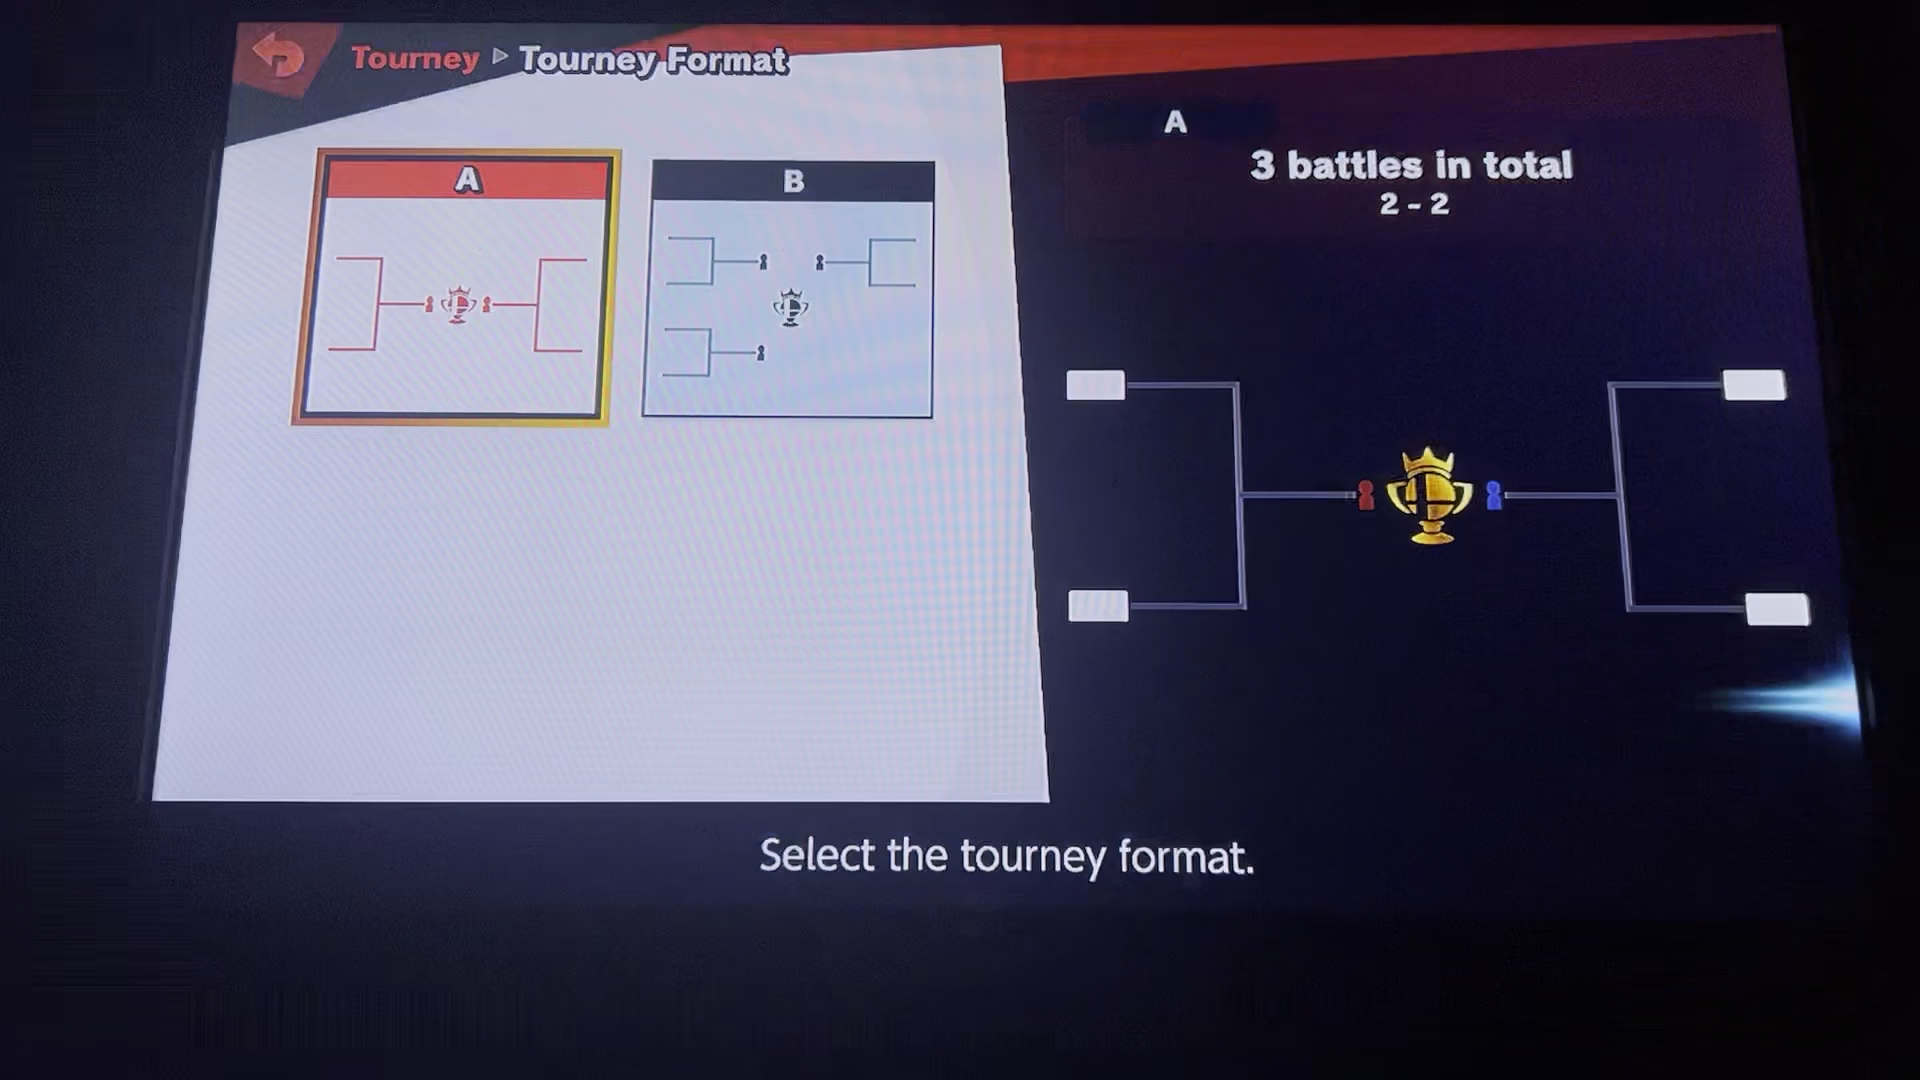 Tourney ▷ Tourney Format
A
B
A
3 battles in total
2 - 2
Select the tourney format.